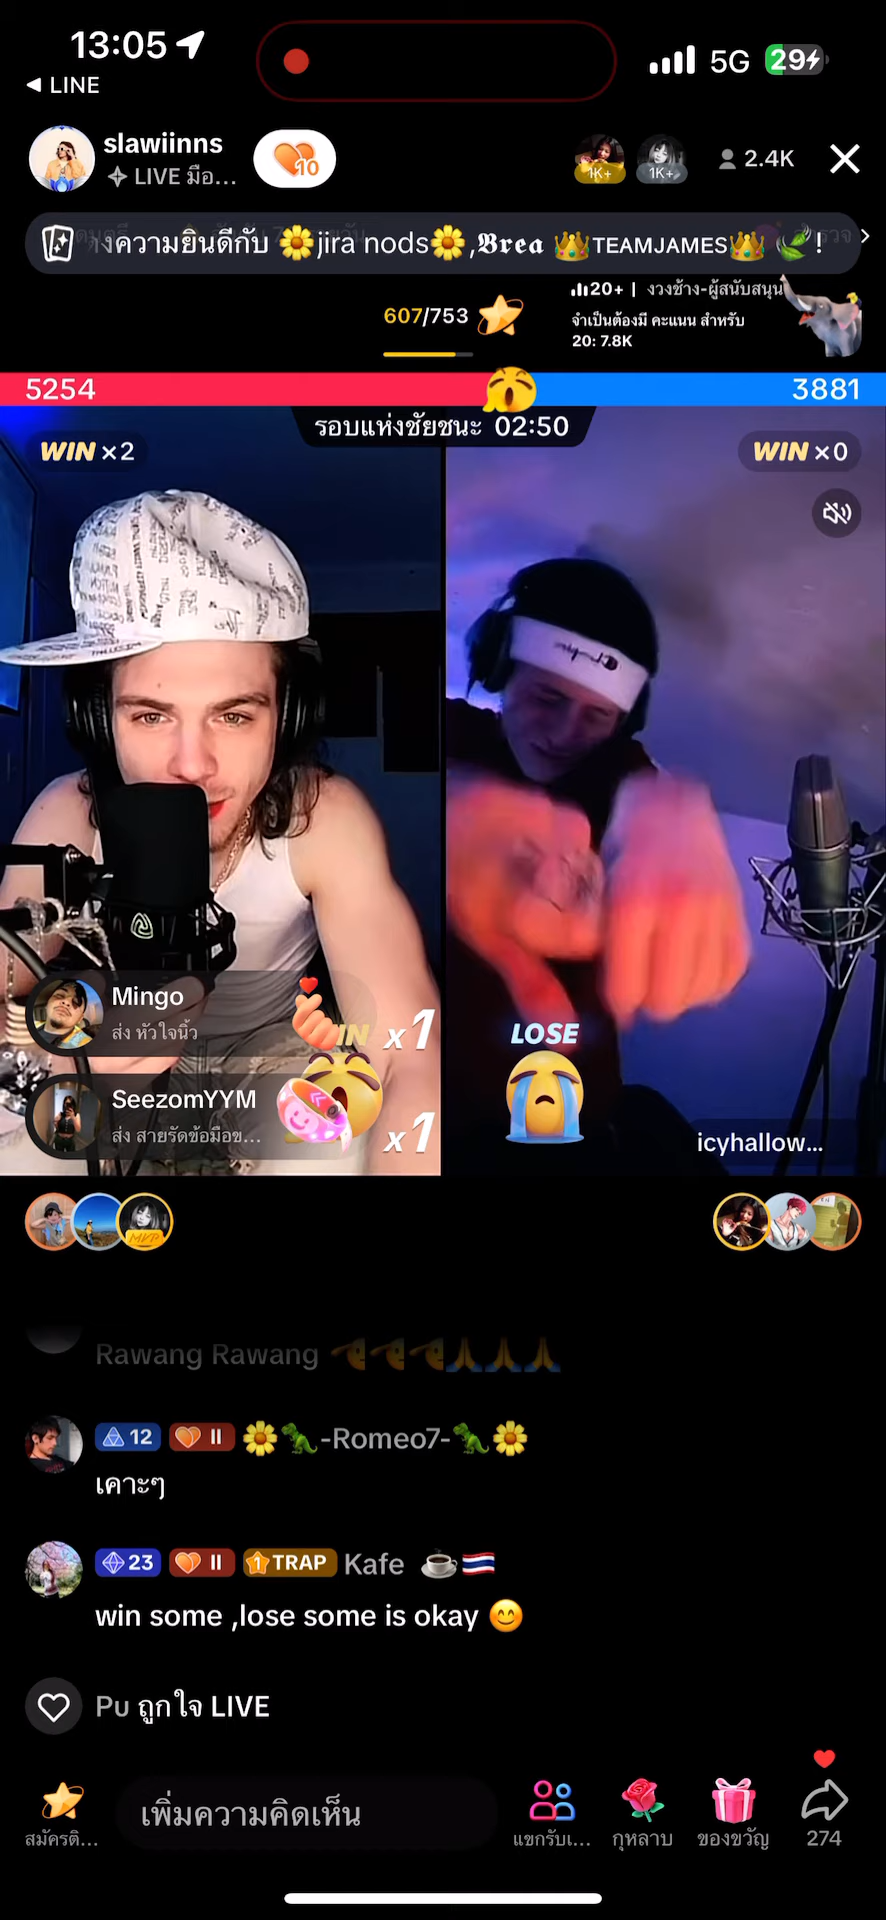 13:05
5G
29
LINE
slawiinns
LIVE มือ...
10
1K+
1K+
2.4K
งความยินดีกับ 🌼jira nods🌼,𝕭𝖗𝖊𝖆 👑TEAMJAMES👑 🍃 !
607/753
20+ | งวงช้าง-ผู้สนับสนุน
จำเป็นต้องมี คะแนน สำหรับ
20: 7.8K
5254
3881
รอบแห่งชัยชนะ 02:50
WIN ×2
WIN ×0
Mingo
ส่ง หัวใจนิ้ว
x1
SeezomYYM
ส่ง สายรัดข้อมือข...
x1
LOSE
icyhallow...
Rawang Rawang 🙏🙏🙏
12 II 🌼🦖-Romeo7-🦖🌼
เคาะๆ
23 II 1 TRAP Kafe ☕🇹🇭
win some ,lose some is okay 😊
Pu ถูกใจ LIVE
สมัครติ...
เพิ่มความคิดเห็น
แขกรับเ...
กุหลาบ
ของขวัญ
274